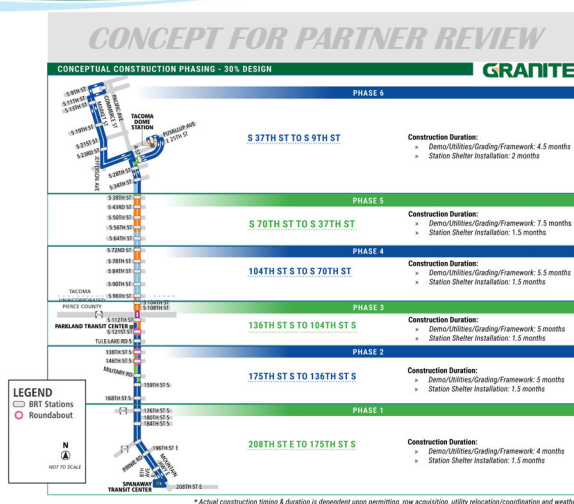 CONCEPT FOR PARTNER REVIEW
CONCEPTUAL CONSTRUCTION PHASING - 30% DESIGN
GRANITE
PHASE 6
S 9TH ST
S 11TH ST
S 13TH ST
PACIFIC AVE
COMMERCE ST
MARKET ST
S 19TH ST
S 21ST ST
S 23RD ST
JEFFERSON AVE
TACOMA
DOME
STATION
PUYALLUP AVE
E 25TH ST
A ST
S 28TH ST
S 34TH ST
S 37TH ST TO S 9TH ST
Construction Duration:
» Demo/Utilities/Grading/Framework: 4.5 months
» Station Shelter Installation: 2 months
PHASE 5
S 38TH ST
S 43RD ST
S 50TH ST
S 56TH ST
S 64TH ST
S 70TH ST TO S 37TH ST
Construction Duration:
» Demo/Utilities/Grading/Framework: 7.5 months
» Station Shelter Installation: 1.5 months
PHASE 4
S 72ND ST
S 78TH ST
S 84TH ST
S 90TH ST
S 96TH ST
104TH ST S TO S 70TH ST
Construction Duration:
» Demo/Utilities/Grading/Framework: 5.5 months
» Station Shelter Installation: 1.5 months
TACOMA
UNINCORPORATED
PIERCE COUNTY
PHASE 3
S 104TH ST
S 108TH ST
S 112TH ST
PARKLAND TRANSIT CENTER
S 121ST ST
TULE LAKE RD S
136TH ST S TO 104TH ST S
Construction Duration:
» Demo/Utilities/Grading/Framework: 5 months
» Station Shelter Installation: 1.5 months
PHASE 2
138TH ST S
146TH ST S
MILITARY RD
159TH ST S
168TH ST S
175TH ST S TO 136TH ST S
Construction Duration:
» Demo/Utilities/Grading/Framework: 5 months
» Station Shelter Installation: 1.5 months
PHASE 1
176TH ST S
180TH ST S
184TH ST S
196TH ST E
MOUNTAIN
HWY E
8TH
AVE
SPANAWAY
TRANSIT CENTER
208TH ST E
208TH ST E TO 175TH ST S
Construction Duration:
» Demo/Utilities/Grading/Framework: 4 months
» Station Shelter Installation: 1.5 months
LEGEND
BRT Stations
Roundabout
N
NOT TO SCALE
* Actual construction timing & duration is dependent upon permitting, row acquisition, utility relocation/coordination and weathe